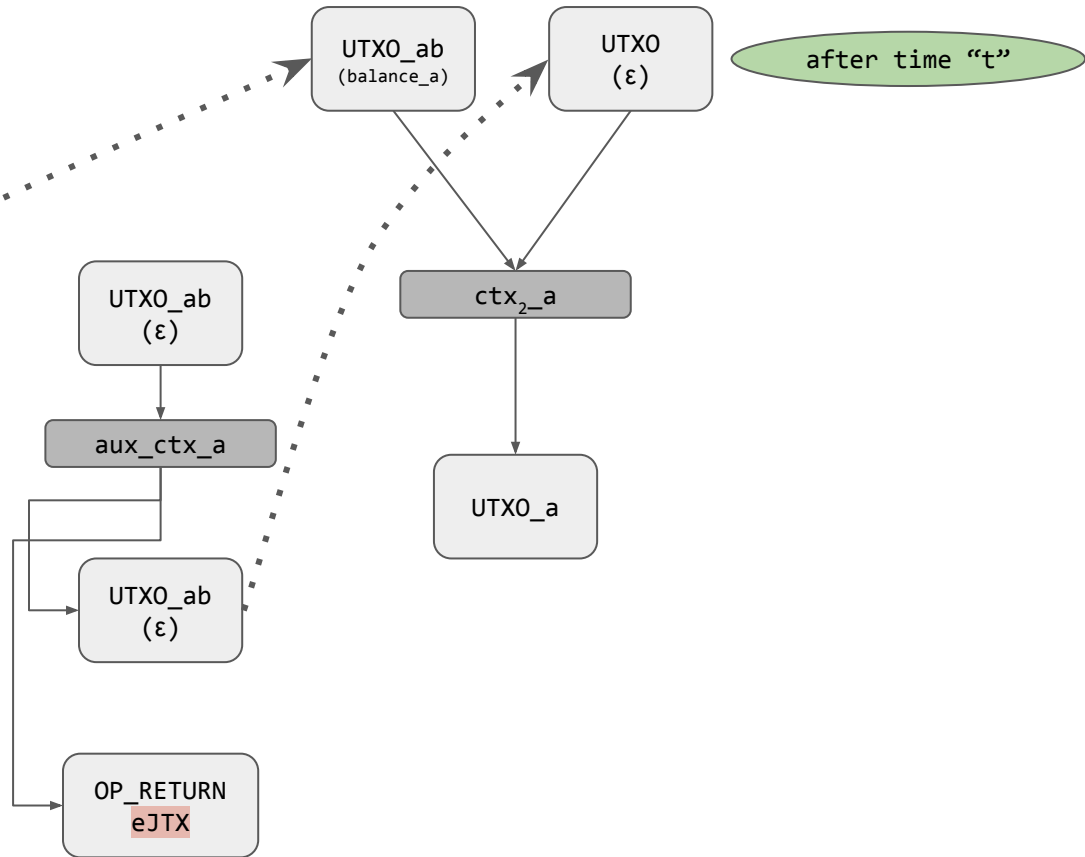 UTXO_ab
(balance_a)
UTXO
(ε)
after time “t”
UTXO_ab
(ε)
ctx₂_a
aux_ctx_a
UTXO_a
UTXO_ab
(ε)
OP_RETURN
eJTX